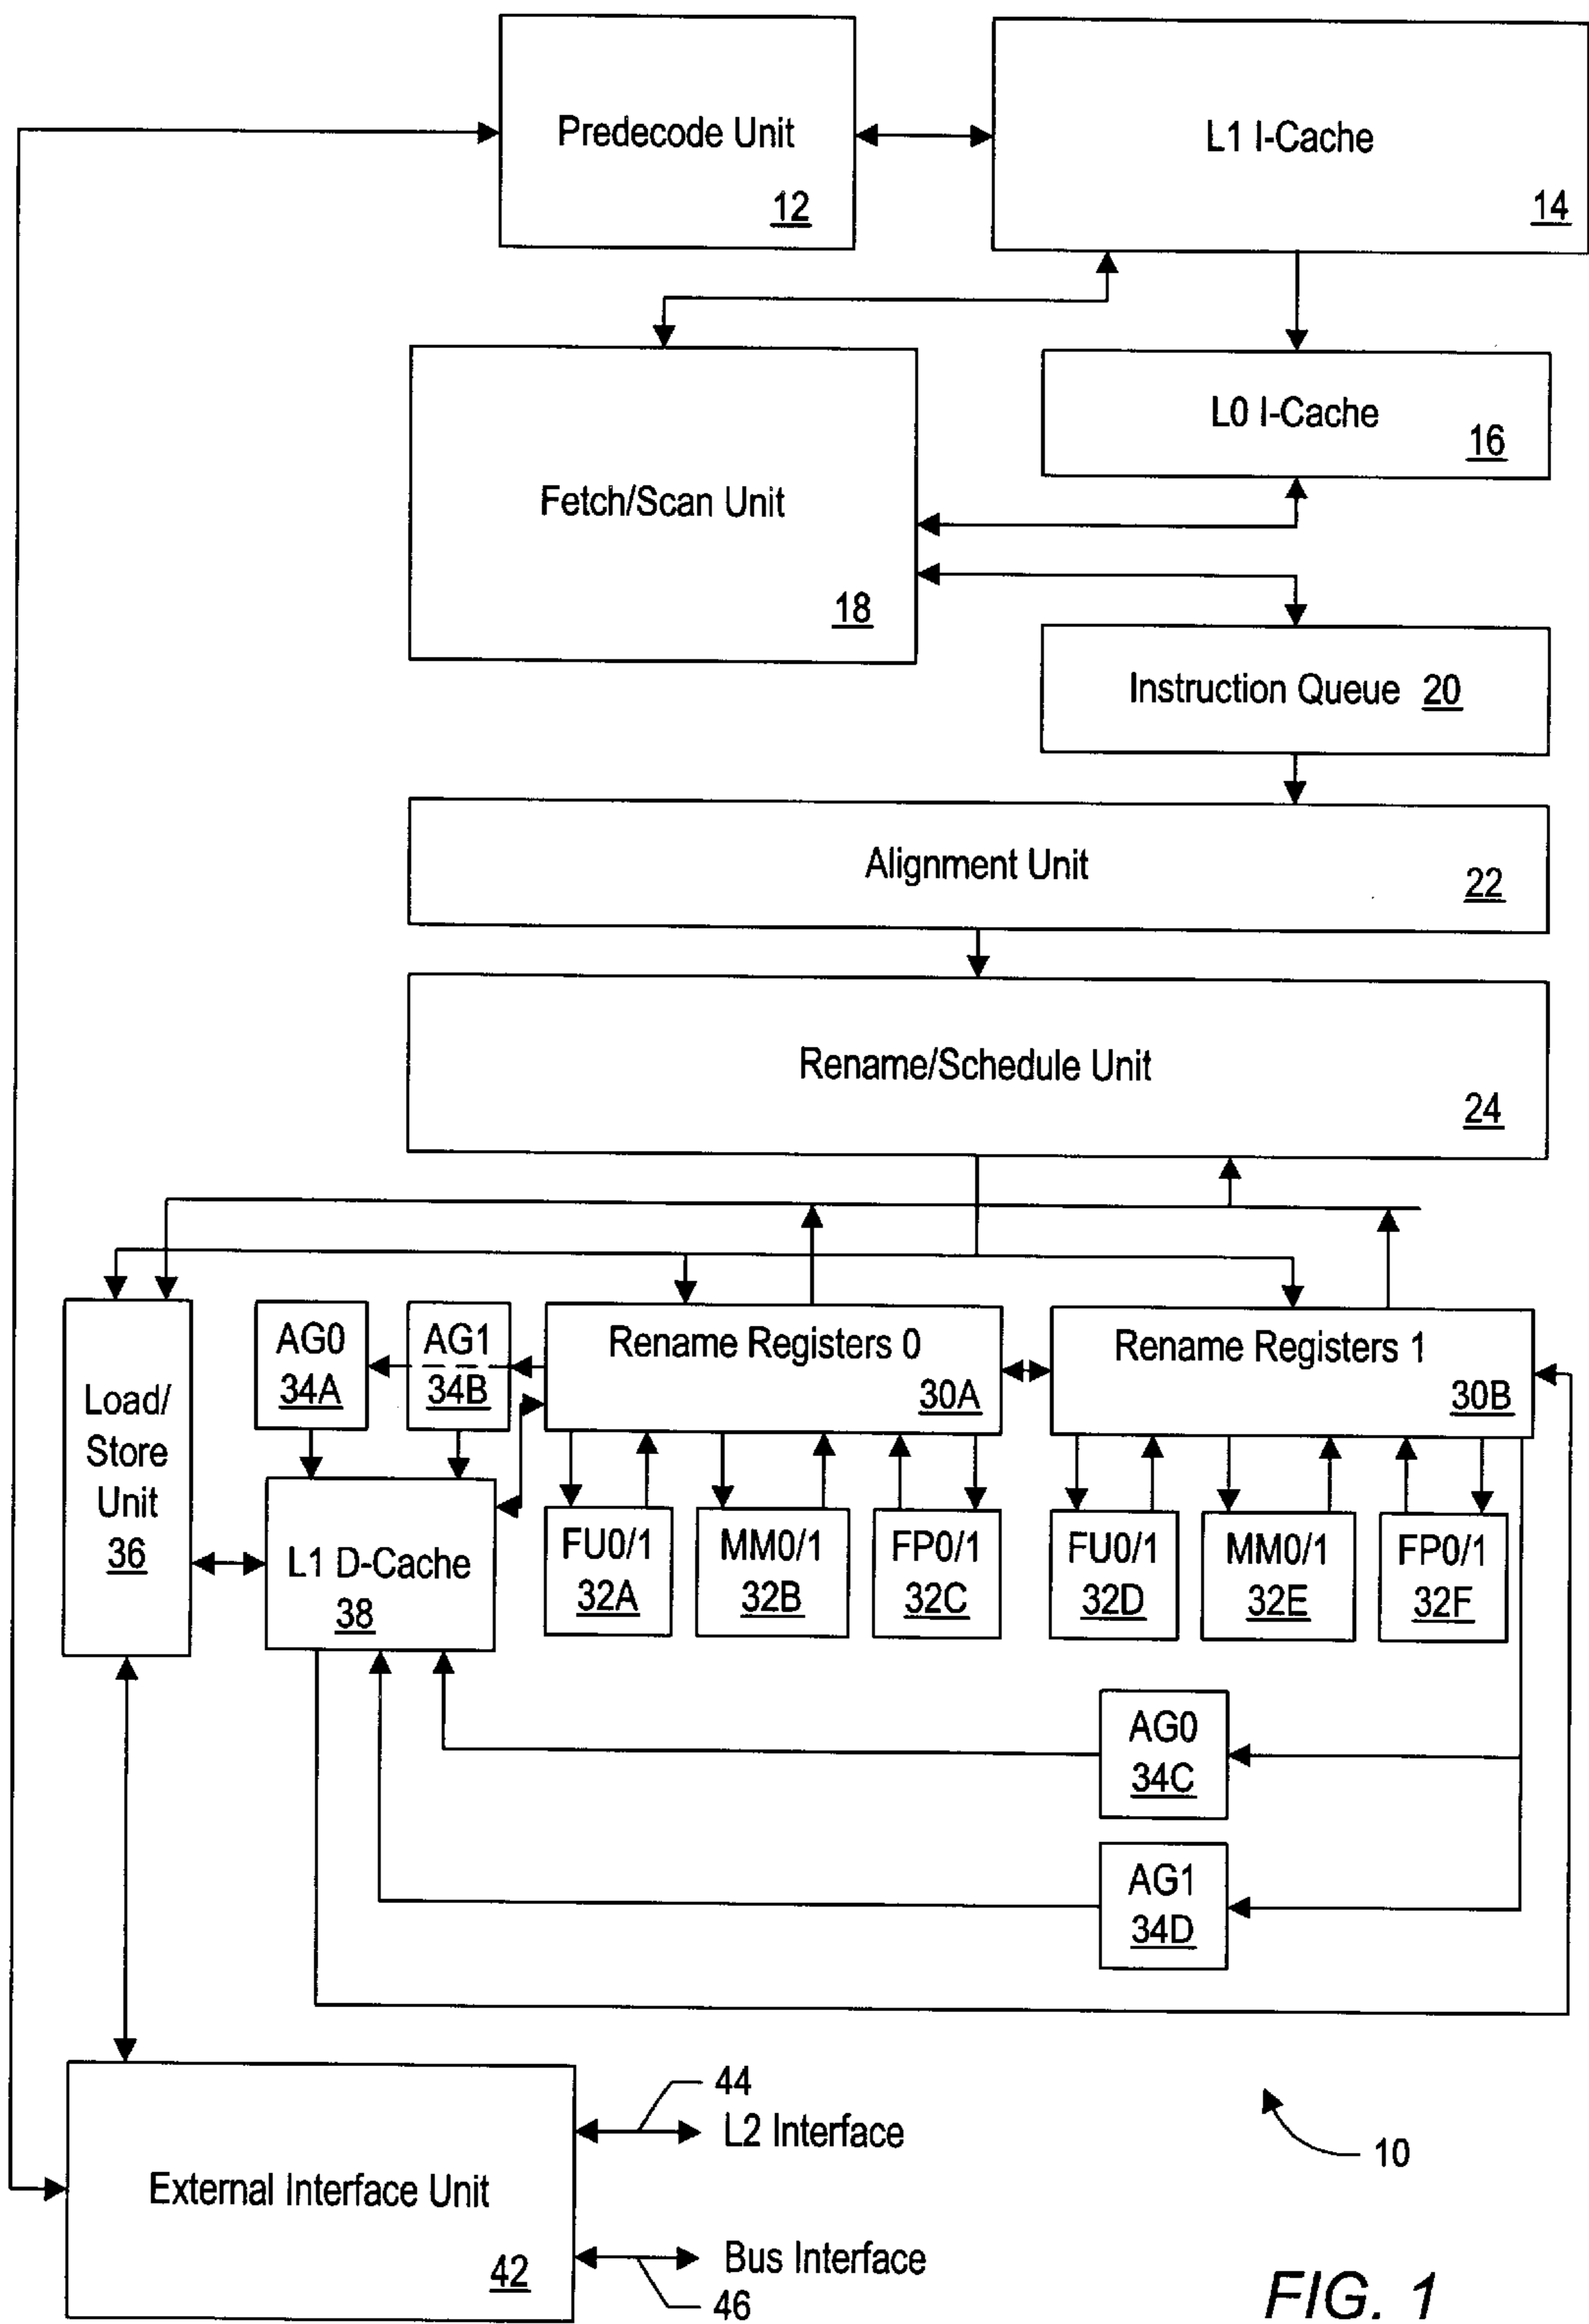 Predecode Unit
12
L1 I-Cache
14
L0 I-Cache
16
Fetch/Scan Unit
18
Instruction Queue 20
Alignment Unit
22
Rename/Schedule Unit
24
Load/
Store
Unit
36
AG0
34A
AG1
34B
Rename Registers 0
30A
Rename Registers 1
30B
L1 D-Cache
38
FU0/1
32A
MM0/1
32B
FP0/1
32C
FU0/1
32D
MM0/1
32E
FP0/1
32F
AG0
34C
AG1
34D
External Interface Unit
42
44
L2 Interface
Bus Interface
46
10
FIG. 1